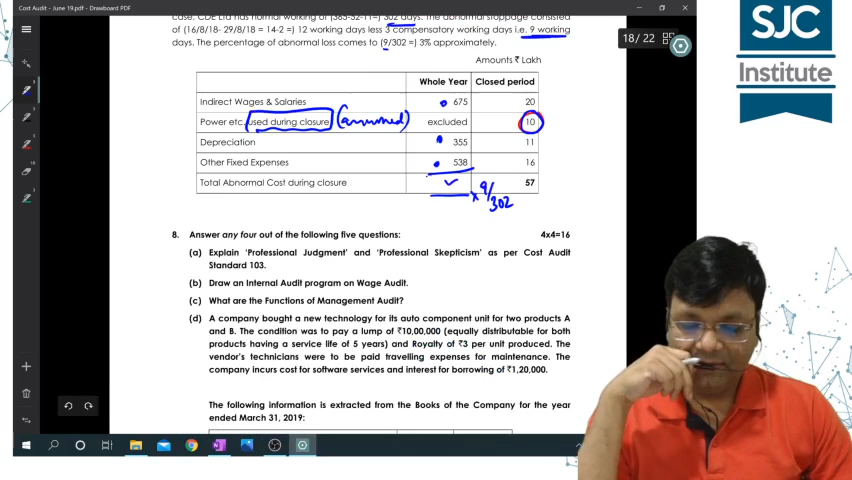 Cost Audit - June 19.pdf - Drawboard PDF
case. CDE Ltd has normal working of (365-52-11=) 302 days. The abnormal stoppage consisted
of (16/8/18- 29/8/18 = 14-2 =) 12 working days less 3 compensatory working days i.e. 9 working
days. The percentage of abnormal loss comes to (9/302 =) 3% approximately.
18 / 22
SJC
Institute
Amounts ₹ Lakh
Whole Year Closed period
Indirect Wages & Salaries 675 20
Power etc. used during closure (assumed) excluded 10
Depreciation 355 11
Other Fixed Expenses 538 16
Total Abnormal Cost during closure 57
x 9/302
8. Answer any four out of the following five questions: 4x4=16
(a) Explain ‘Professional Judgment’ and ‘Professional Skepticism’ as per Cost Audit
Standard 103.
(b) Draw an Internal Audit program on Wage Audit.
(c) What are the Functions of Management Audit?
(d) A company bought a new technology for its auto component unit for two products A
and B. The condition was to pay a lump of ₹10,00,000 (equally distributable for both
products having a service life of 5 years) and Royalty of ₹3 per unit produced. The
vendor's technicians were to be paid travelling expenses for maintenance. The
company incurs cost for software services and interest for borrowing of ₹1,20,000.
The following information is extracted from the Books of the Company for the year
ended March 31, 2019: